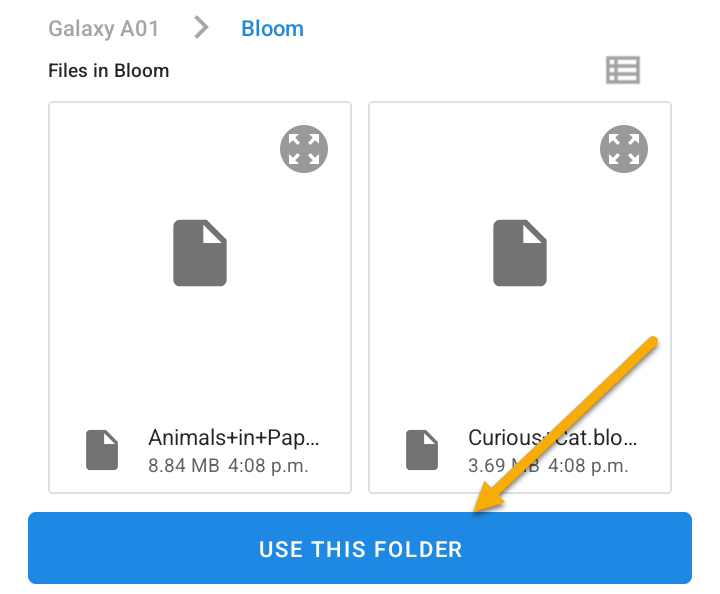 Galaxy A01 > Bloom
Files in Bloom
Animals+in+Pap...
8.84 MB 4:08 p.m.
Curious+Cat.blo...
3.69 MB 4:08 p.m.
USE THIS FOLDER